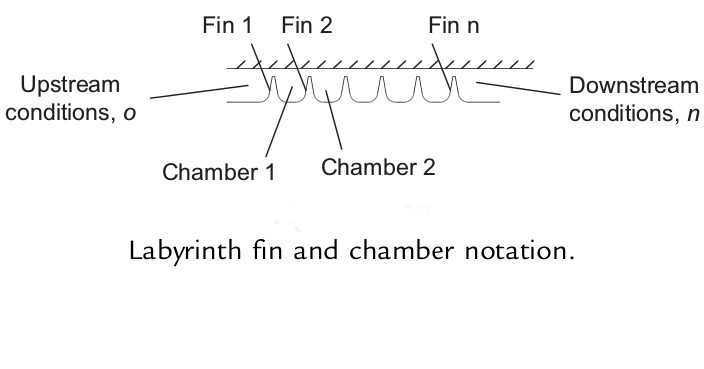 Fin 1 Fin 2 Fin n
Upstream
conditions, o
Downstream
conditions, n
Chamber 1 Chamber 2
Labyrinth fin and chamber notation.